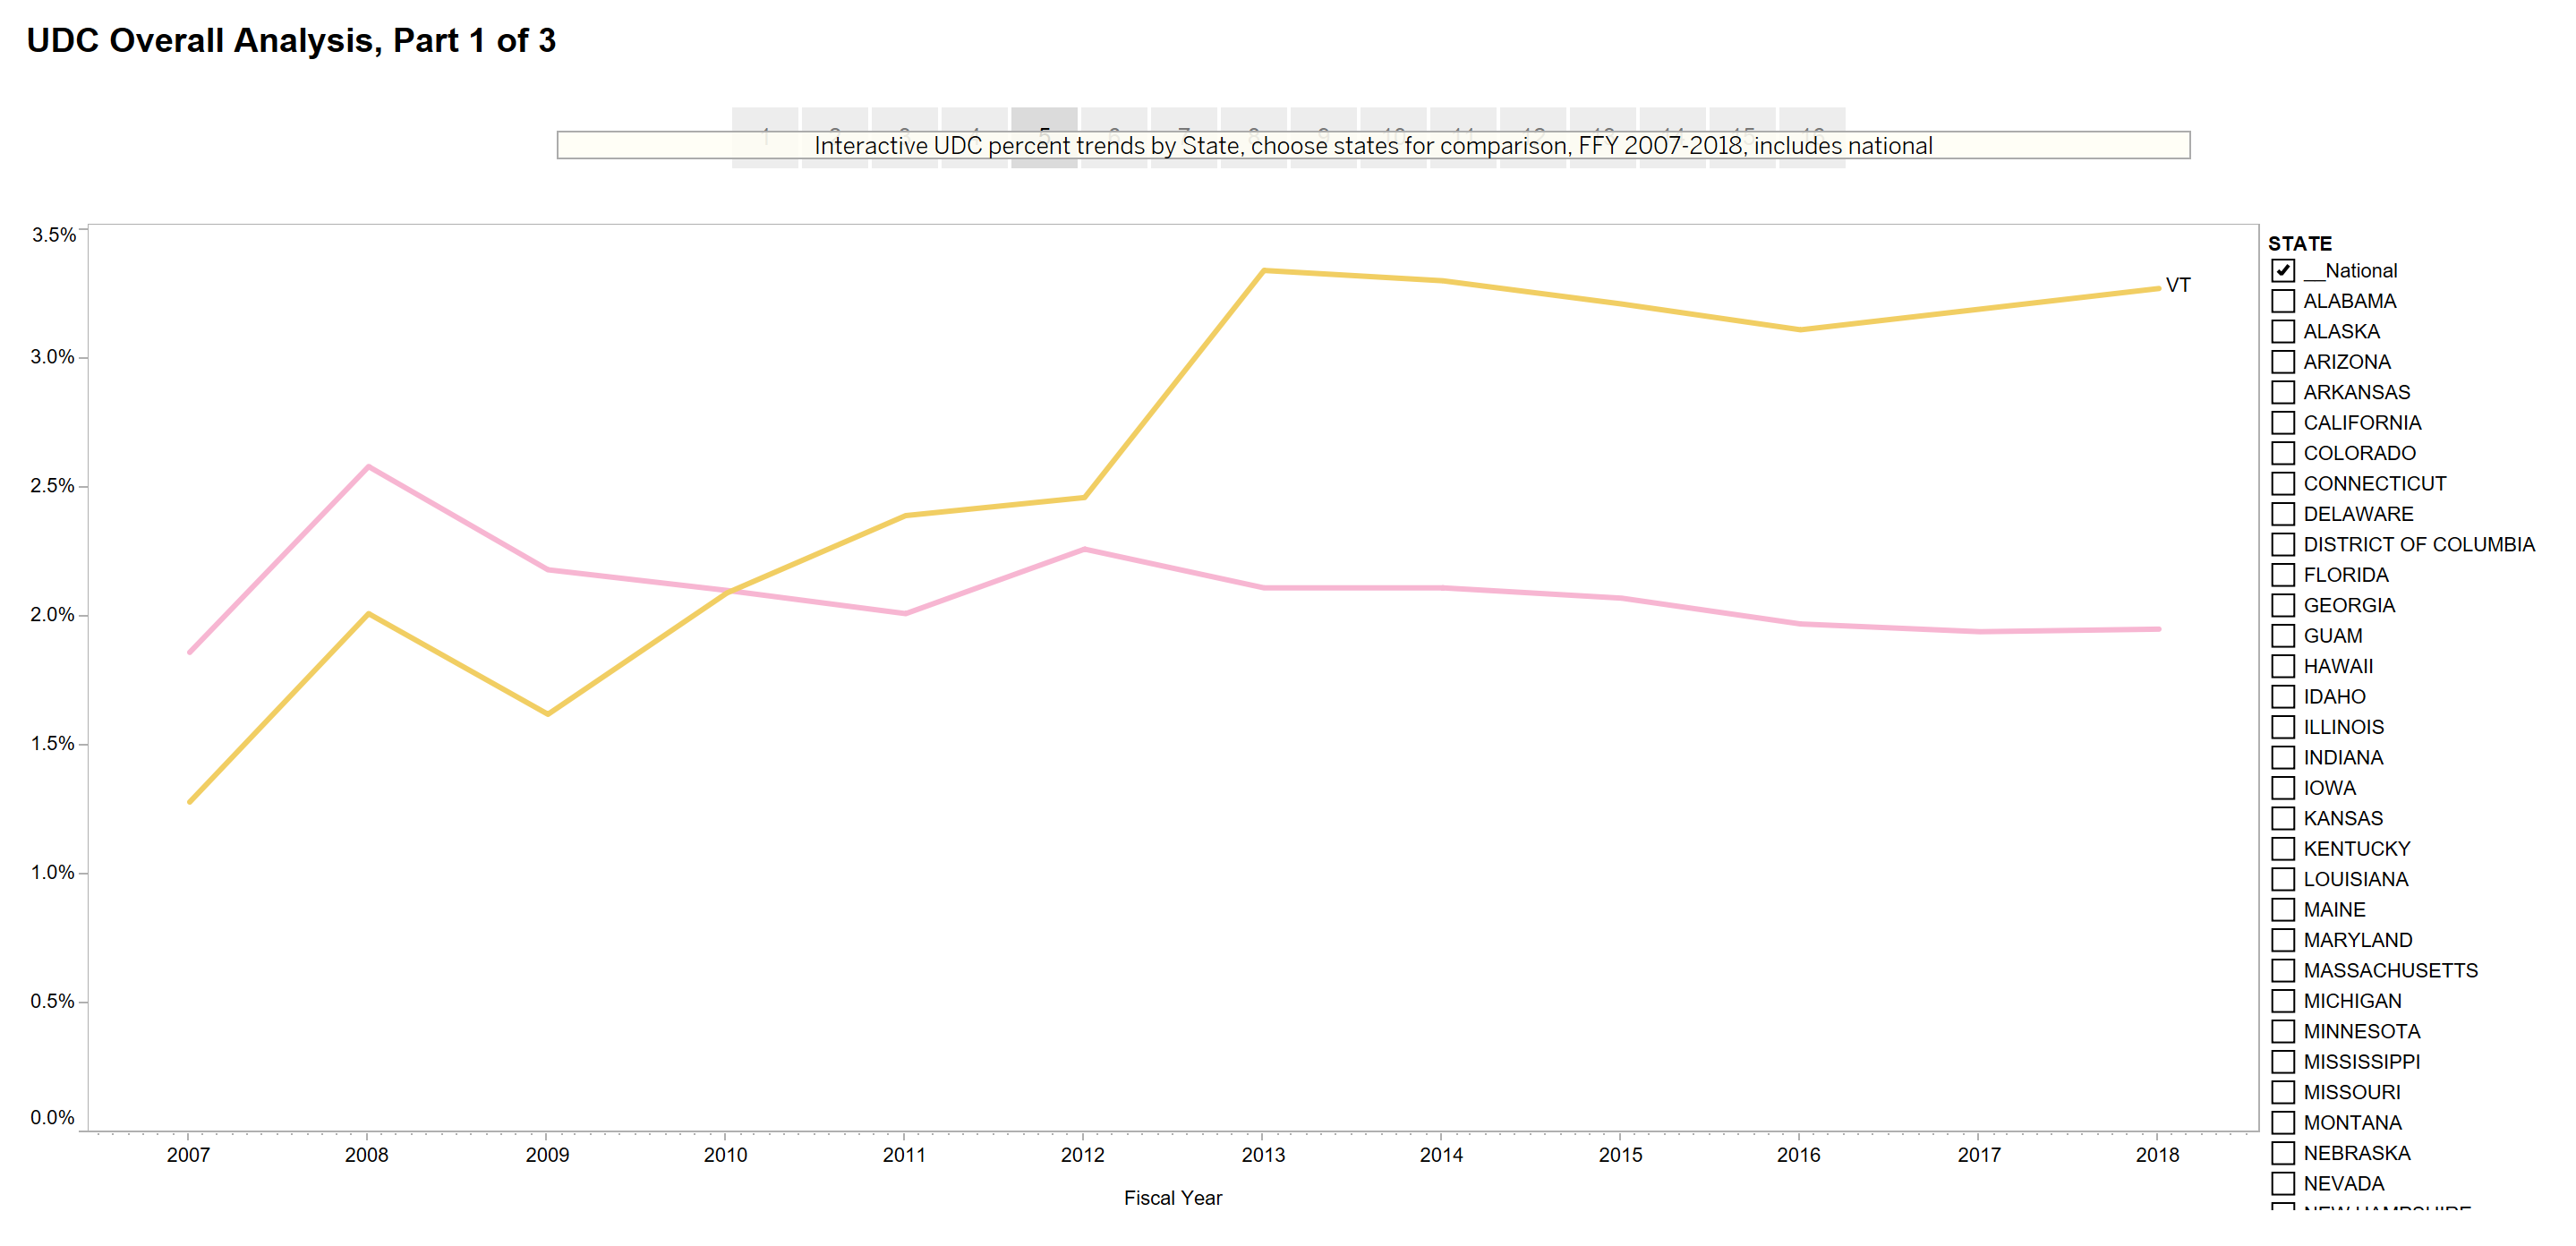 UDC Overall Analysis, Part 1 of 3
5
Interactive UDC percent trends by State, choose states for comparison, FFY 2007-2018, includes national
3.5%
3.0%
2.5%
2.0%
1.5%
1.0%
0.5%
0.0%
VT
2007 2008 2009 2010 2011 2012 2013 2014 2015 2016 2017 2018
Fiscal Year
STATE
__National
ALABAMA
ALASKA
ARIZONA
ARKANSAS
CALIFORNIA
COLORADO
CONNECTICUT
DELAWARE
DISTRICT OF COLUMBIA
FLORIDA
GEORGIA
GUAM
HAWAII
IDAHO
ILLINOIS
INDIANA
IOWA
KANSAS
KENTUCKY
LOUISIANA
MAINE
MARYLAND
MASSACHUSETTS
MICHIGAN
MINNESOTA
MISSISSIPPI
MISSOURI
MONTANA
NEBRASKA
NEVADA